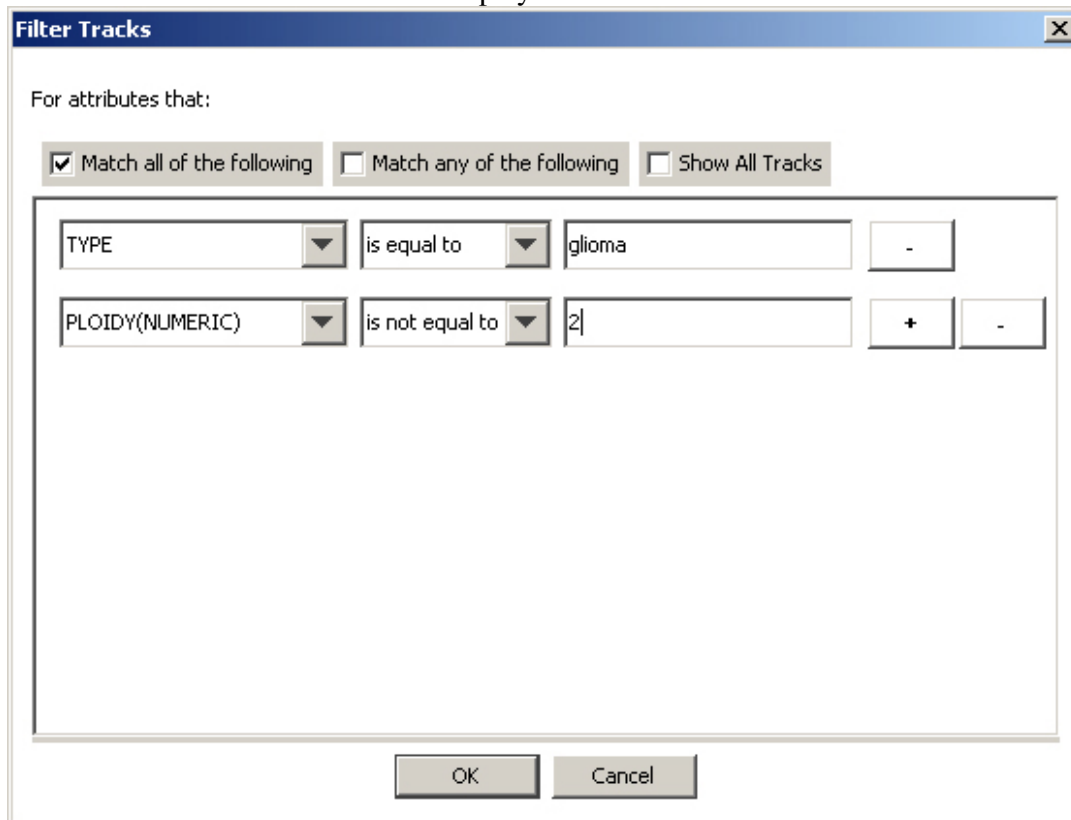 Filter Tracks
For attributes that:
Match all of the following Match any of the following Show All Tracks
TYPE is equal to glioma -
PLOIDY(NUMERIC) is not equal to 2 + -
OK Cancel